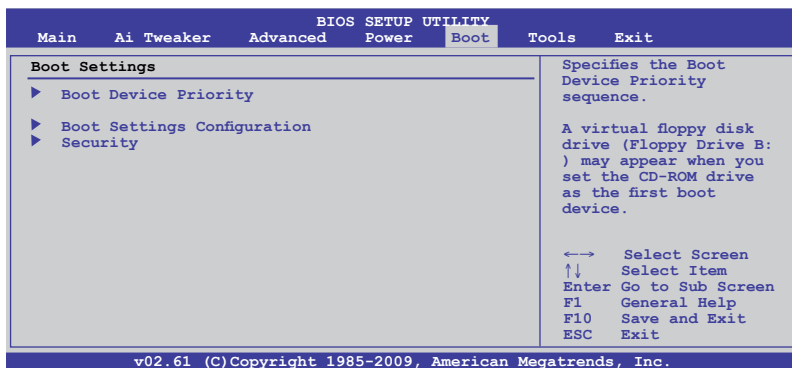 BIOS SETUP UTILITY
Main Ai Tweaker Advanced Power Boot Tools Exit
Boot Settings
Boot Device Priority
Boot Settings Configuration
Security
Specifies the Boot
Device Priority
sequence.
A virtual floppy disk
drive (Floppy Drive B:
) may appear when you
set the CD-ROM drive
as the first boot
device.
←→ Select Screen
↑↓ Select Item
Enter Go to Sub Screen
F1 General Help
F10 Save and Exit
ESC Exit
v02.61 (C)Copyright 1985-2009, American Megatrends, Inc.